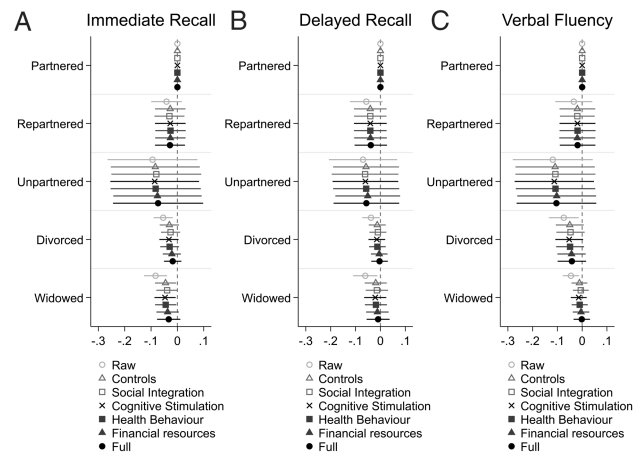 A Immediate Recall
Partnered
Repartnered
Unpartnered
Divorced
Widowed
-.3 -.2 -.1 0 .1
Raw
Controls
Social Integration
Cognitive Stimulation
Health Behaviour
Financial resources
Full
B Delayed Recall
Partnered
Repartnered
Unpartnered
Divorced
Widowed
-.3 -.2 -.1 0 .1
Raw
Controls
Social Integration
Cognitive Stimulation
Health Behaviour
Financial resources
Full
C Verbal Fluency
Partnered
Repartnered
Unpartnered
Divorced
Widowed
-.3 -.2 -.1 0 .1
Raw
Controls
Social Integration
Cognitive Stimulation
Health Behaviour
Financial resources
Full